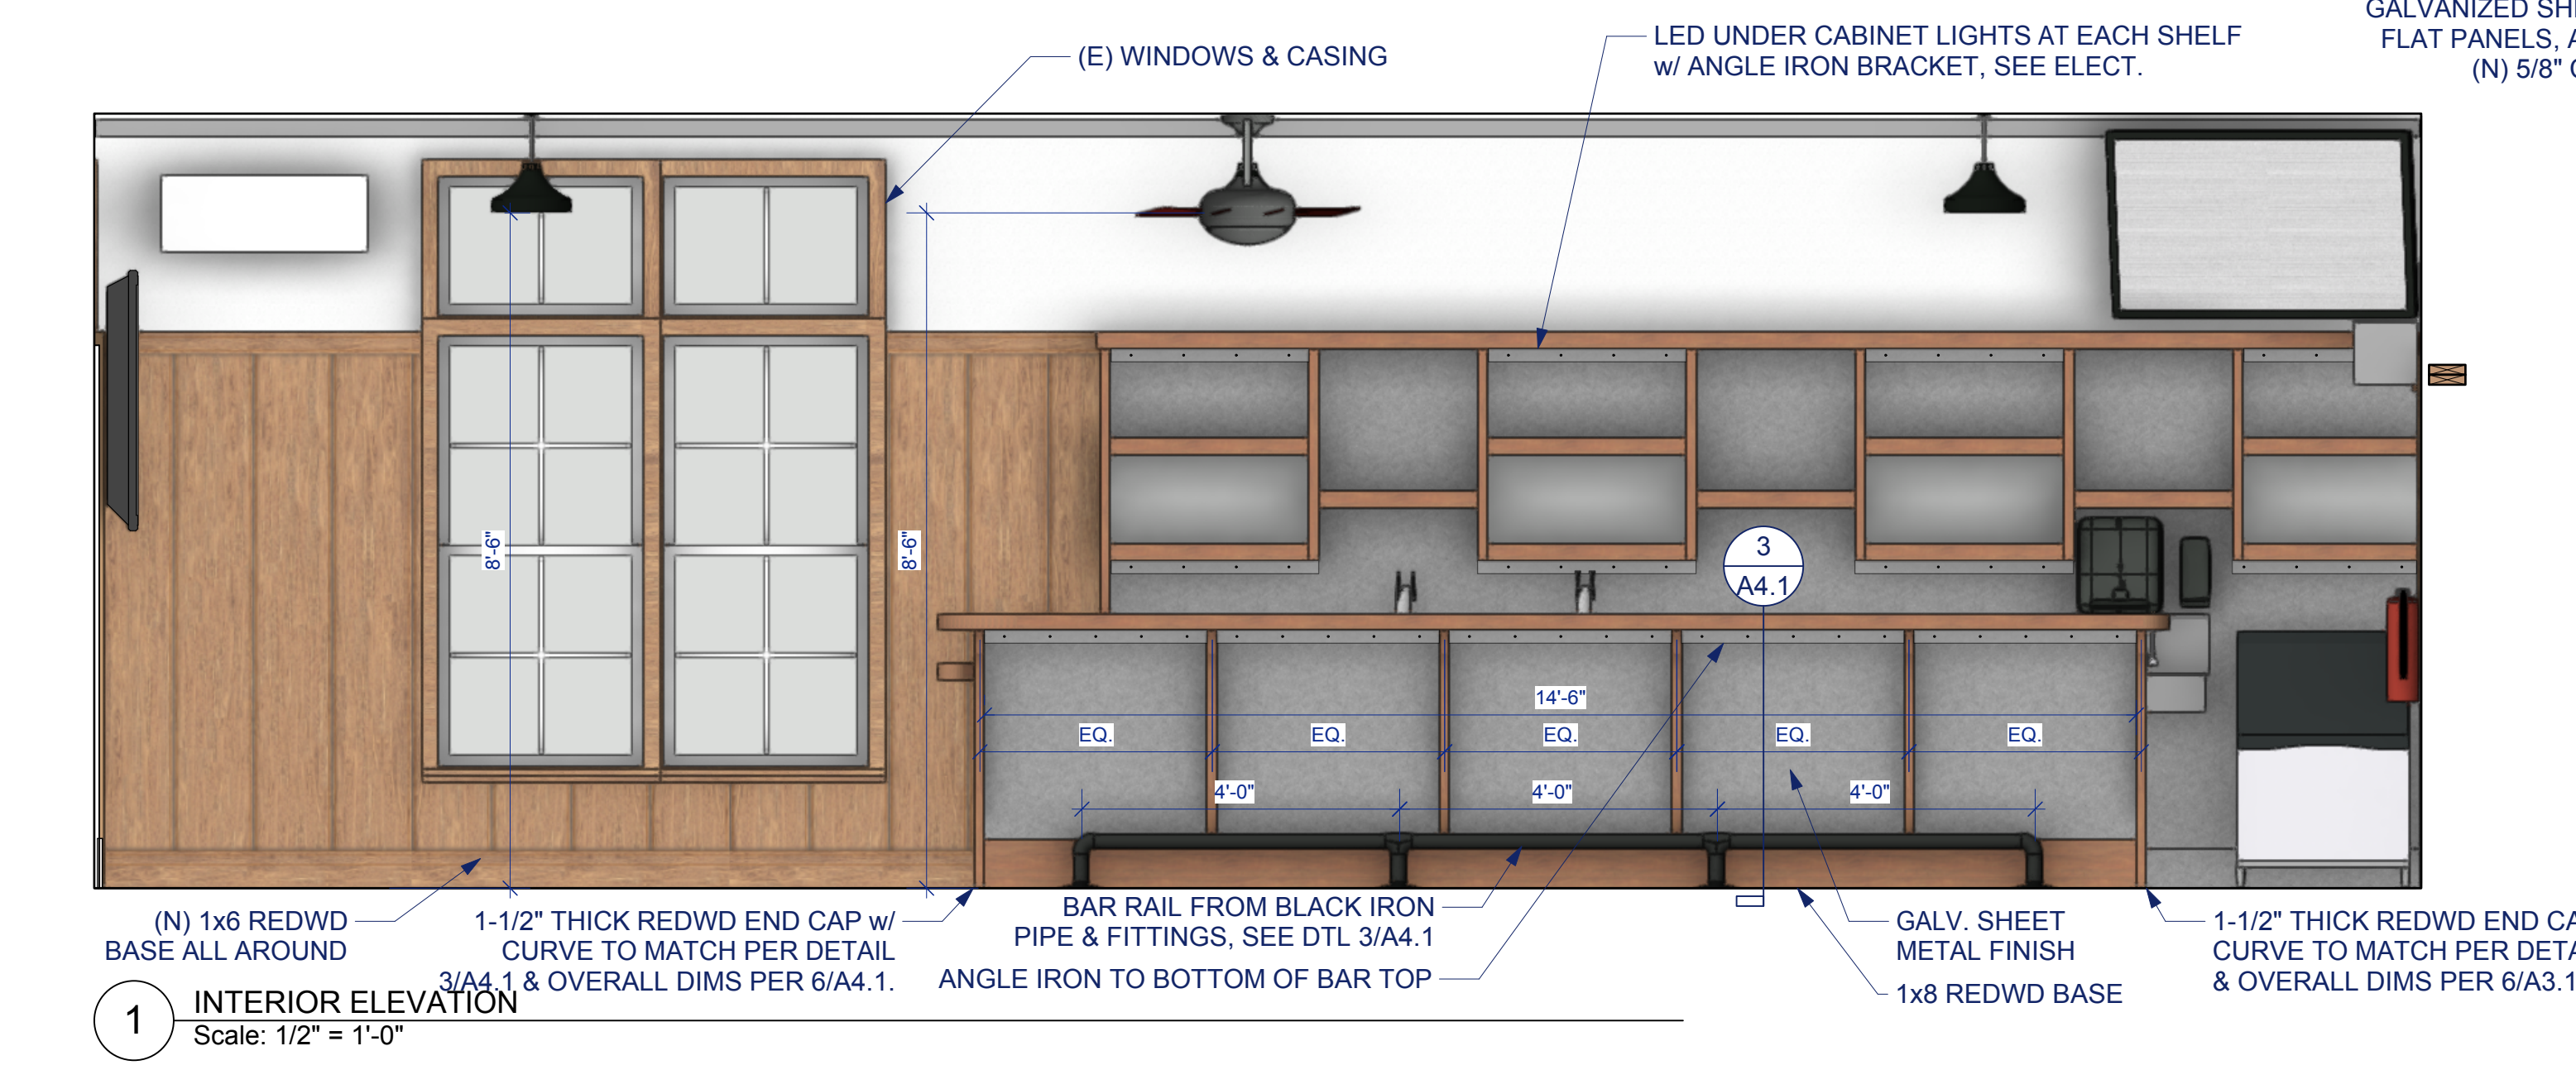 GALVANIZED
FLAT PANELS,
(N) 5/8"
(E) WINDOWS & CASING
LED UNDER CABINET LIGHTS AT EACH SHELF
w/ ANGLE IRON BRACKET, SEE ELECT.
8'-6"
8'-6"
3
A4.1
14'-6"
EQ.
EQ.
EQ.
EQ.
EQ.
4'-0"
4'-0"
4'-0"
(N) 1x6 REDWD
BASE ALL AROUND
1-1/2" THICK REDWD END CAP w/
CURVE TO MATCH PER DETAIL
3/A4.1 & OVERALL DIMS PER 6/A4.1.
BAR RAIL FROM BLACK IRON
PIPE & FITTINGS, SEE DTL 3/A4.1
ANGLE IRON TO BOTTOM OF BAR TOP
GALV. SHEET
METAL FINISH
1x8 REDWD BASE
1-1/2" THICK REDWD END
CURVE TO MATCH PER
& OVERALL DIMS PER 6/A3.1
1
INTERIOR ELEVATION
Scale: 1/2" = 1'-0"